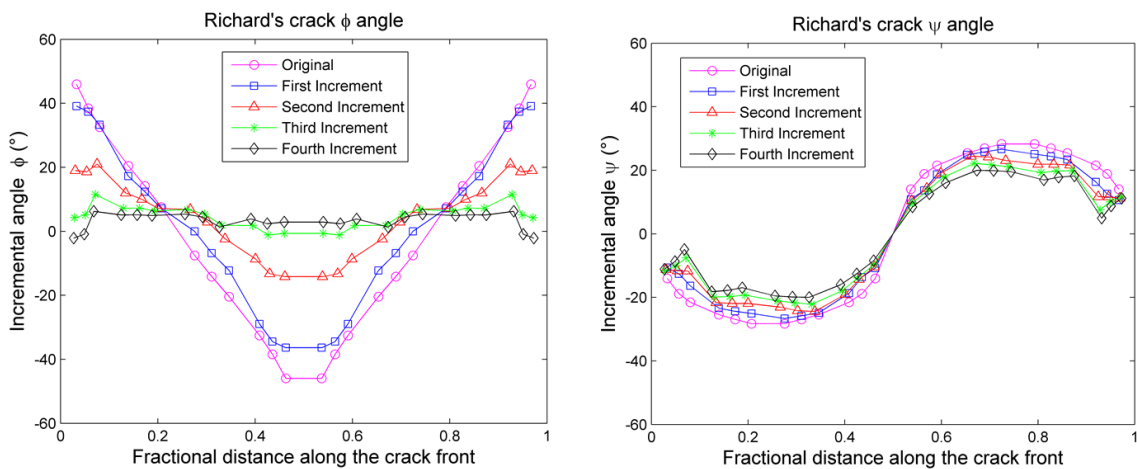 Richard's crack ϕ angle
Incremental angle ϕ (°)
60
40
20
0
-20
-40
-60
Original
First Increment
Second Increment
Third Increment
Fourth Increment
0 0.2 0.4 0.6 0.8 1
Fractional distance along the crack front
Richard's crack ψ angle
Incremental angle ψ (°)
60
40
20
0
-20
-40
-60
Original
First Increment
Second Increment
Third Increment
Fourth Increment
0 0.2 0.4 0.6 0.8 1
Fractional distance along the crack front